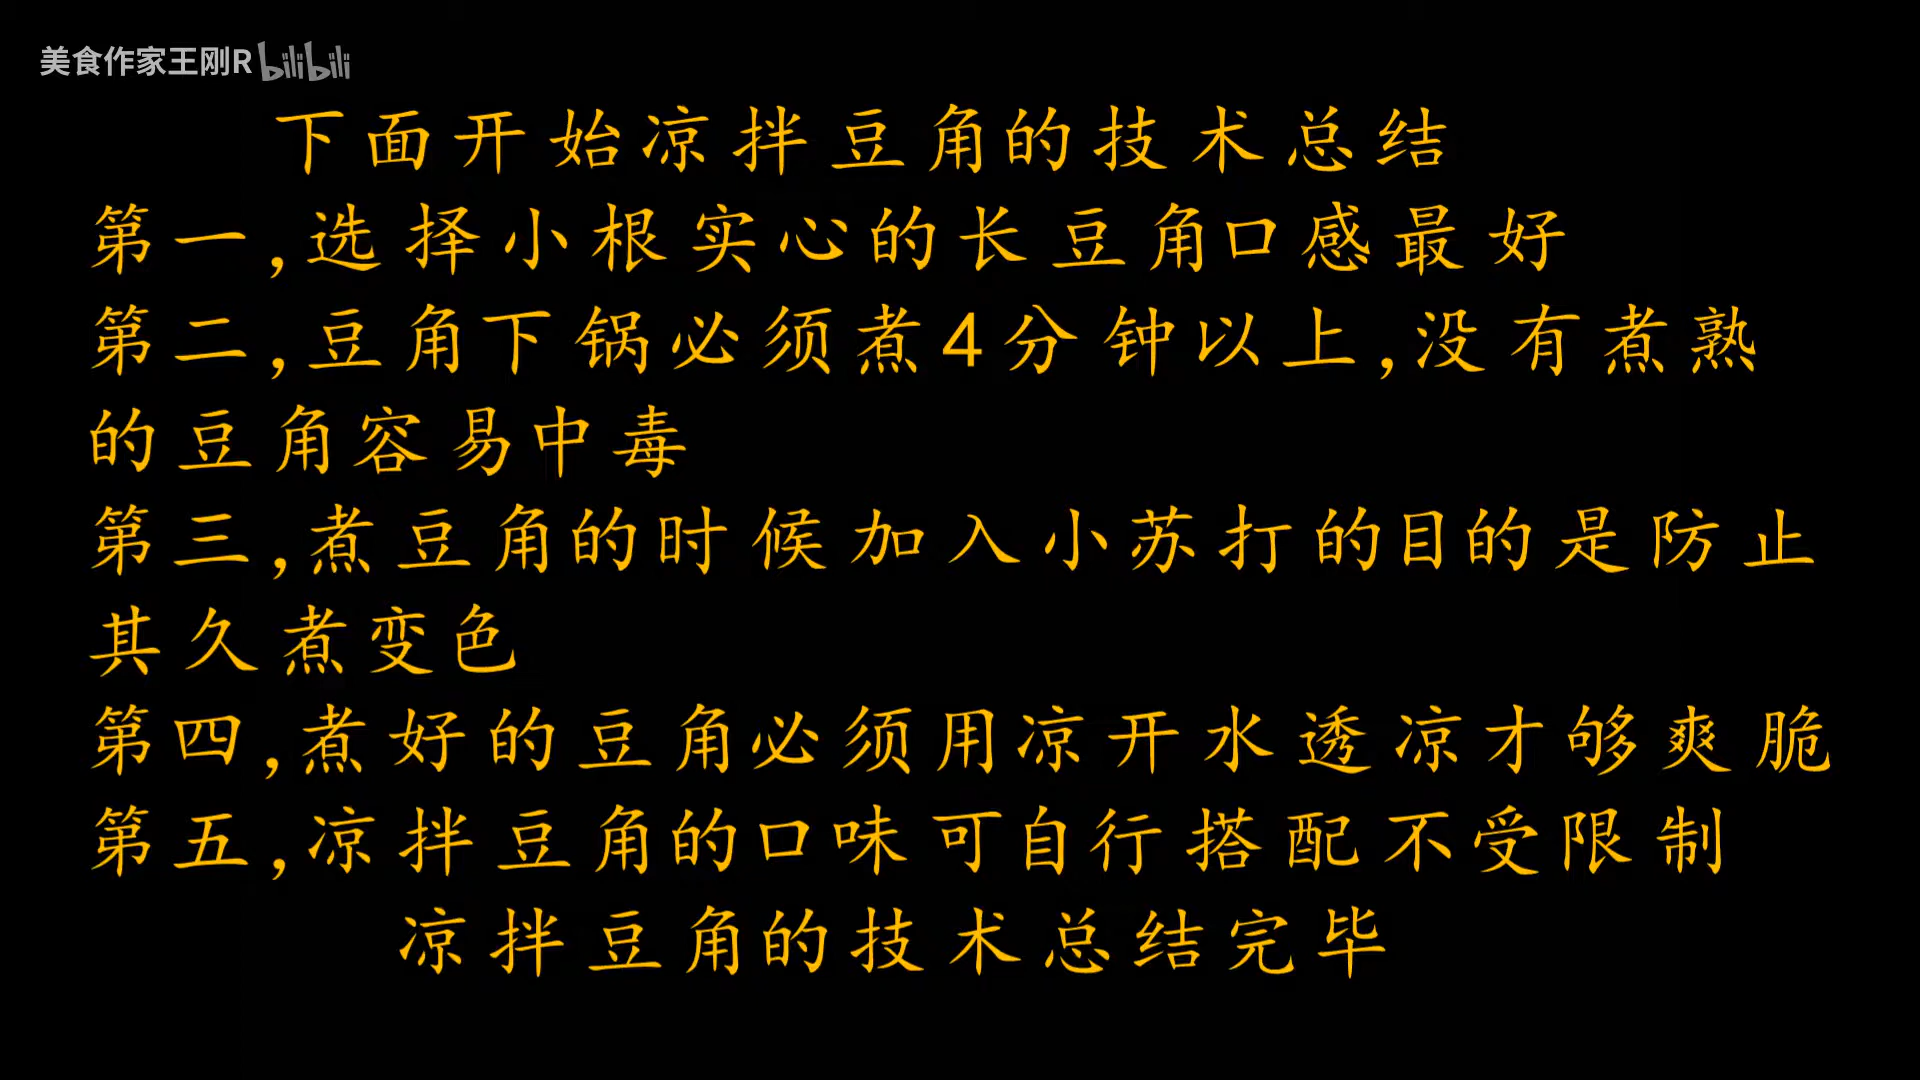 美食作家王刚R bilibili
下面开始凉拌豆角的技术总结
第一,选择小根实心的长豆角口感最好
第二,豆角下锅必须煮4分钟以上,没有煮熟
的豆角容易中毒
第三,煮豆角的时候加入小苏打的目的是防止
其久煮变色
第四,煮好的豆角必须用凉开水透凉才够爽脆
第五,凉拌豆角的口味可自行搭配不受限制
凉拌豆角的技术总结完毕